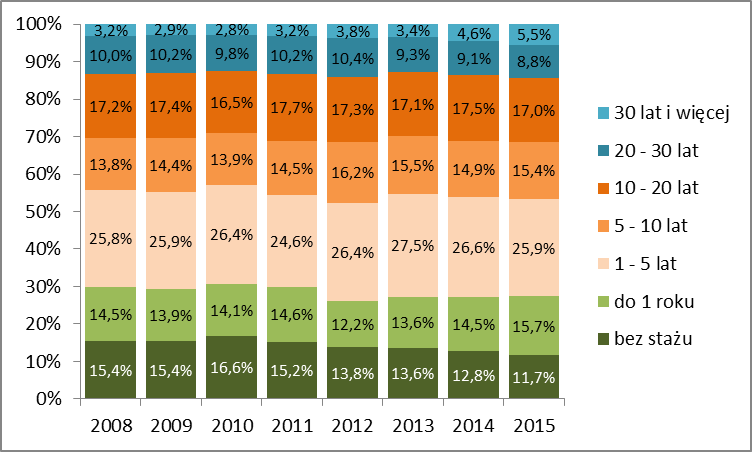 100%
90%
80%
70%
60%
50%
40%
30%
20%
10%
0%
3,2% 2,9% 2,8% 3,2% 3,8% 3,4% 4,6% 5,5%
10,0% 10,2% 9,8% 10,2% 10,4% 9,3% 9,1% 8,8%
17,2% 17,4% 16,5% 17,7% 17,3% 17,1% 17,5% 17,0%
13,8% 14,4% 13,9% 14,5% 16,2% 15,5% 14,9% 15,4%
25,8% 25,9% 26,4% 24,6% 26,4% 27,5% 26,6% 25,9%
14,5% 13,9% 14,1% 14,6% 12,2% 13,6% 14,5% 15,7%
15,4% 15,4% 16,6% 15,2% 13,8% 13,6% 12,8% 11,7%
2008 2009 2010 2011 2012 2013 2014 2015
30 lat i więcej
20 - 30 lat
10 - 20 lat
5 - 10 lat
1 - 5 lat
do 1 roku
bez stażu